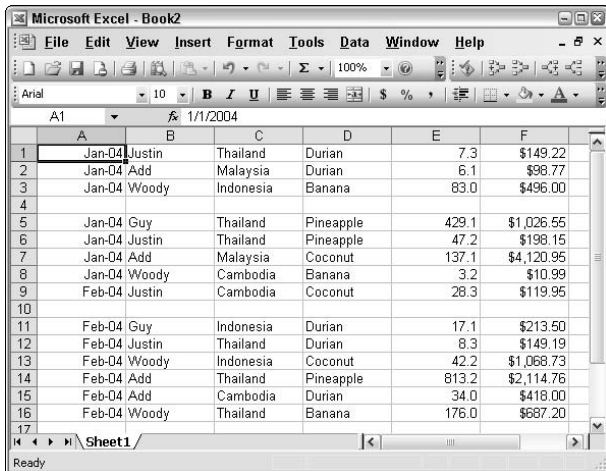 Microsoft Excel - Book2
File Edit View Insert Format Tools Data Window Help
Σ 100%
Arial 10 B I U $ % , A
A1 fx 1/1/2004
A B C D E F
1 Jan-04 Justin Thailand Durian 7.3 $149.22
2 Jan-04 Add Malaysia Durian 6.1 $98.77
3 Jan-04 Woody Indonesia Banana 83.0 $496.00
4
5 Jan-04 Guy Thailand Pineapple 429.1 $1,026.55
6 Jan-04 Justin Thailand Pineapple 47.2 $198.15
7 Jan-04 Add Malaysia Coconut 137.1 $4,120.95
8 Jan-04 Woody Cambodia Banana 3.2 $10.99
9 Feb-04 Justin Cambodia Coconut 28.3 $119.95
10
11 Feb-04 Guy Indonesia Durian 17.1 $213.50
12 Feb-04 Justin Thailand Durian 8.3 $149.19
13 Feb-04 Woody Indonesia Coconut 42.2 $1,068.73
14 Feb-04 Add Thailand Pineapple 813.2 $2,114.76
15 Feb-04 Add Cambodia Durian 34.0 $418.00
16 Feb-04 Woody Thailand Banana 176.0 $687.20
17
Sheet1
Ready